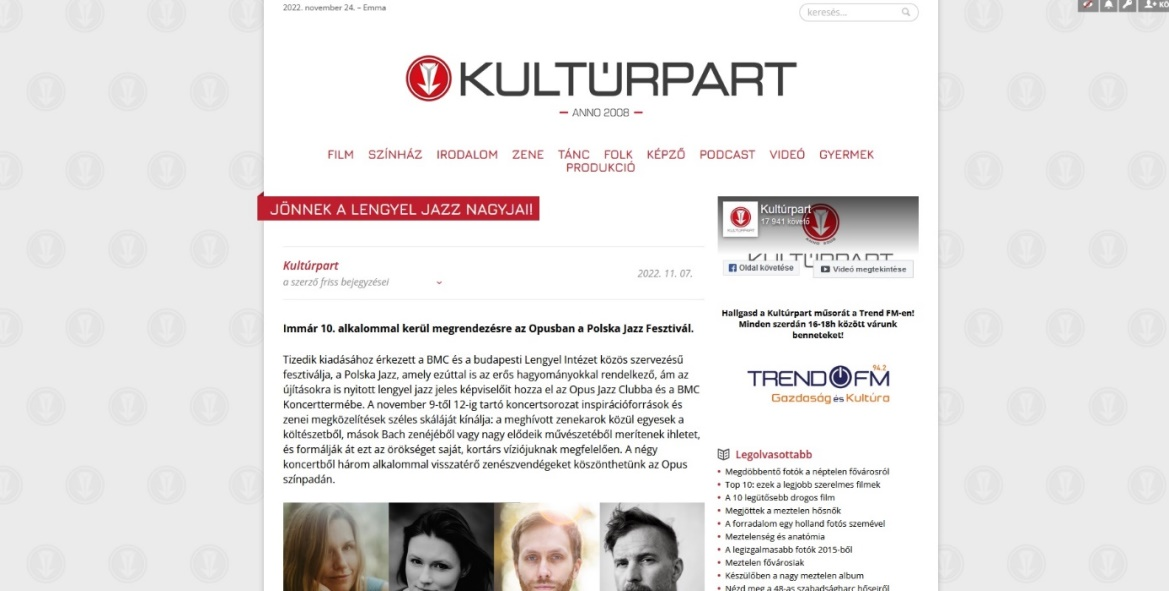 2022. november 24. – Emma
keresés...
KULTÚRPART
ANNO 2008
FILM SZÍNHÁZ IRODALOM ZENE TÁNC FOLK KÉPZŐ PODCAST VIDEÓ GYERMEK
PRODUKCIÓ
JÖNNEK A LENGYEL JAZZ NAGYJAI!
Kultúrpart
a szerző friss bejegyzései
2022. 11. 07.
Immár 10. alkalommal kerül megrendezésre az Opusban a Polska Jazz Fesztivál.
Tizedik kiadásához érkezett a BMC és a budapesti Lengyel Intézet közös szervezésű
fesztiválja, a Polska Jazz, amely ezúttal is az erős hagyományokkal rendelkező, ám az
újításokra is nyitott lengyel jazz jeles képviselőit hozza el az Opus Jazz Clubba és a BMC
Koncerttermébe. A november 9-től 12-ig tartó koncertsorozat inspirációforrások és
zenei megközelítések széles skáláját kínálja: a meghívott zenekarok közül egyesek a
költészetből, mások Bach zenéjéből vagy nagy elődeik művészetéből merítenek ihletet,
és formálják át ezt az örökséget saját, kortárs víziójuknak megfelelően. A négy
koncertből három alkalommal visszatérő zenészvendégeket köszönthetünk az Opus
színpadán.
Kultúrpart
17 941 követő
KULTÚRPART
Oldal követése
Videó megtekintése
Hallgasd a Kultúrpart műsorát a Trend FM-en!
Minden szerdán 16-18h között várunk
benneteket!
94.2
TREND FM
Gazdaság és Kultúra
Legolvasottabb
Megdöbbentő fotók a néptelen fővárosról
Top 10: ezek a legjobb szerelmes filmek
A 10 legütősebb drogos film
Megjöttek a meztelen hősnők
A forradalom egy holland fotós szemével
Meztelenség és anatómia
A legizgalmasabb fotók 2015-ből
Meztelen fővárosiak
Készülőben a nagy meztelen album
Nézd meg a 48-as szabadságharc hőseiről